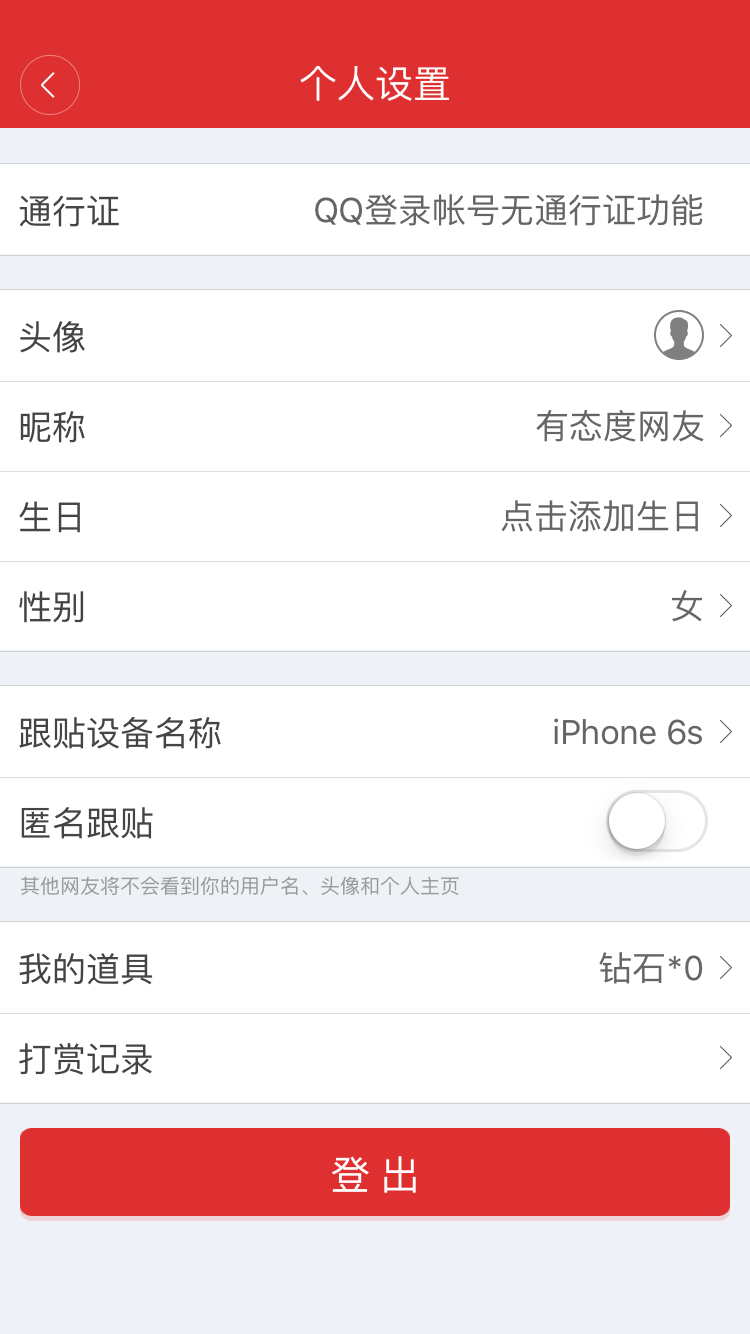 个人设置
通行证 QQ登录帐号无通行证功能
头像
昵称 有态度网友
生日 点击添加生日
性别 女
跟贴设备名称 iPhone 6s
匿名跟贴
其他网友将不会看到你的用户名、头像和个人主页
我的道具 钻石*0
打赏记录
登 出